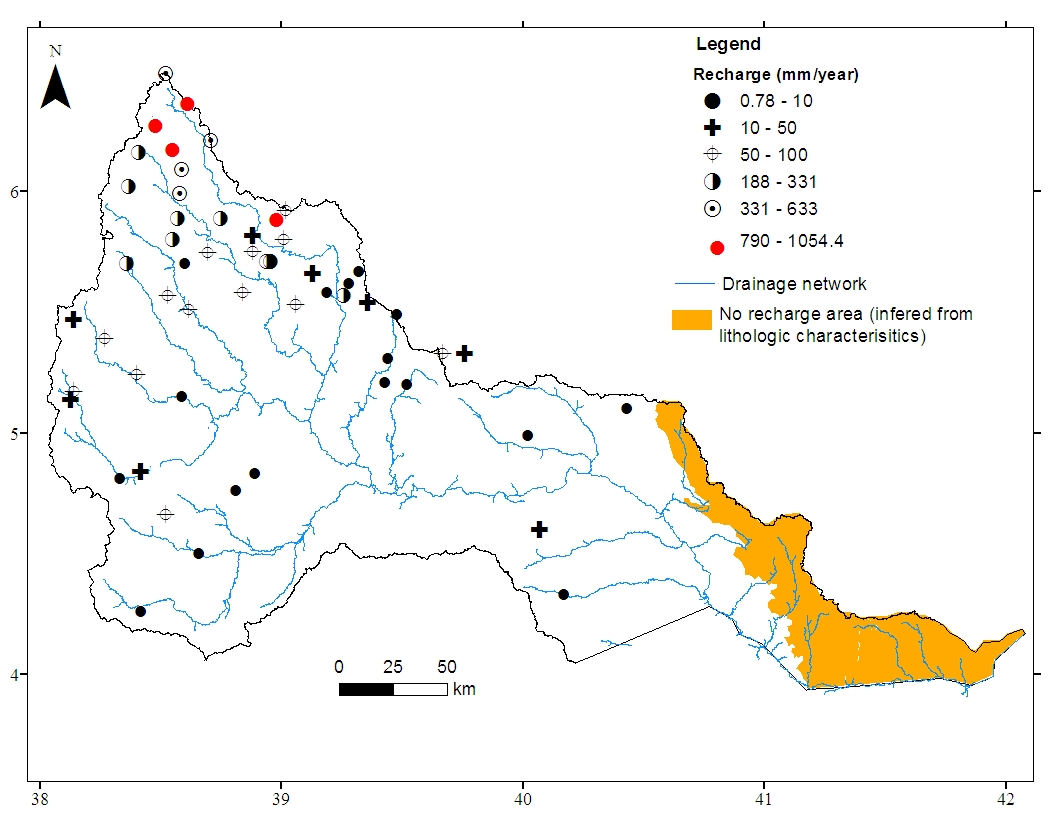 N
Legend
Recharge (mm/year)
0.78 - 10
10 - 50
50 - 100
188 - 331
331 - 633
790 - 1054.4
Drainage network
No recharge area (infered from
lithologic characterisitics)
6
5
4
0 25 50
km
38 39 40 41 42